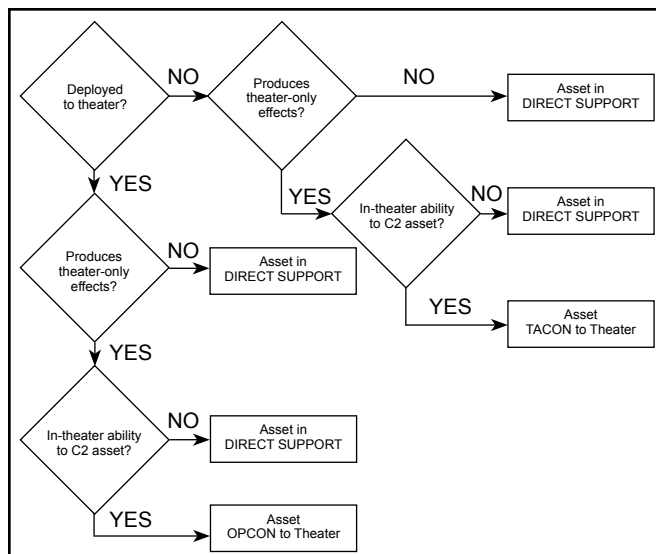 Deployed
to theater?
NO
Produces
theater-only
effects?
NO
Asset in
DIRECT SUPPORT
YES
YES
In-theater ability
to C2 asset?
NO
Asset in
DIRECT SUPPORT
Produces
theater-only
effects?
NO
Asset in
DIRECT SUPPORT
YES
Asset
TACON to Theater
YES
In-theater ability
to C2 asset?
NO
Asset in
DIRECT SUPPORT
YES
Asset
OPCON to Theater